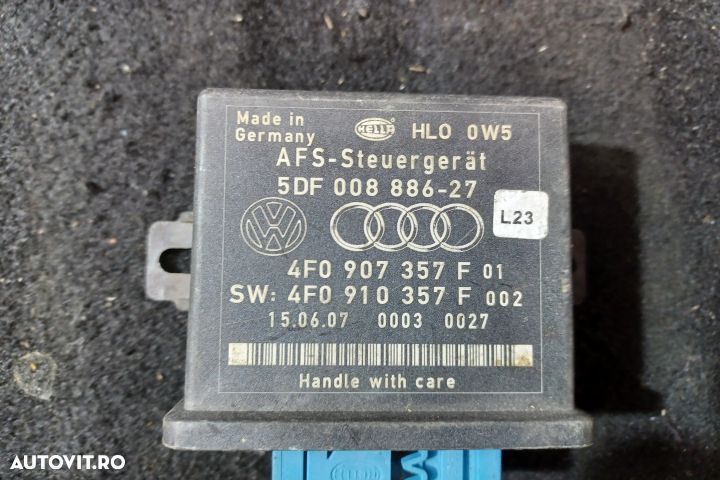 Made in
Germany
HELLA
HLO 0W5
AFS-Steuergerät
5DF 008 886-27
L23
4F0 907 357 F 01
SW: 4F0 910 357 F 002
15.06.07 0003 0027
Handle with care
AUTOVIT.RO